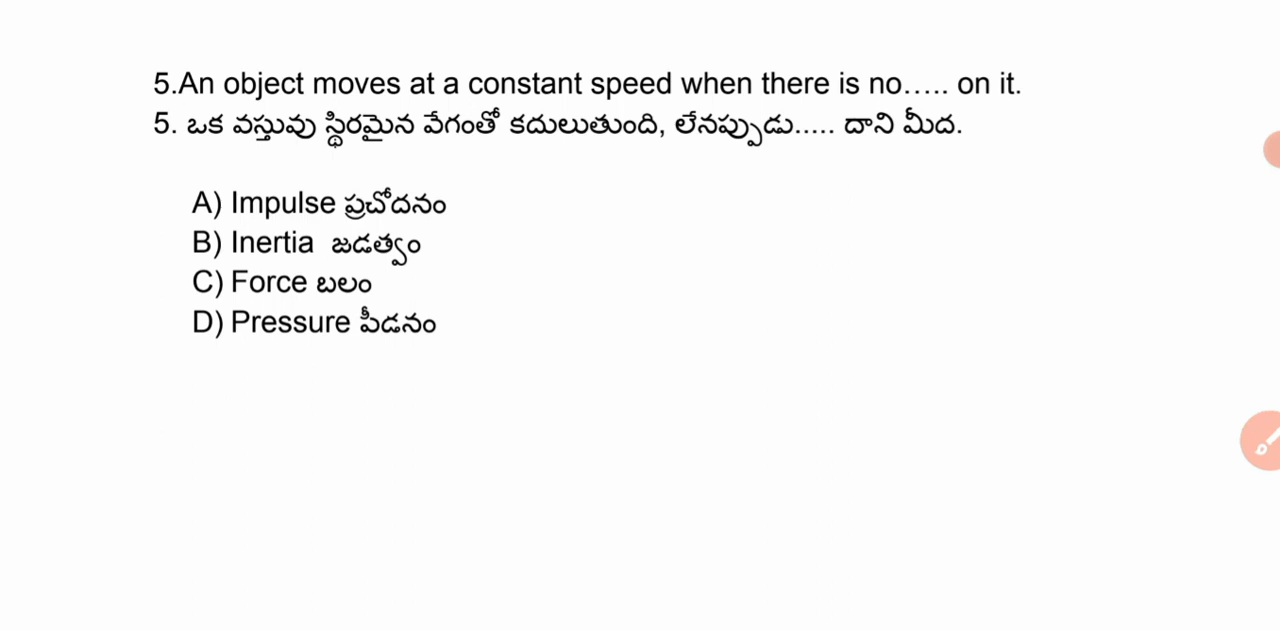 5.An object moves at a constant speed when there is no..... on it.
5. ఒక వస్తువు స్థిరమైన వేగంతో కదులుతుంది, లేనప్పుడు..... దాని మీద.
A) Impulse ప్రచోదనం
B) Inertia జడత్వం
C) Force బలం
D) Pressure పీడనం